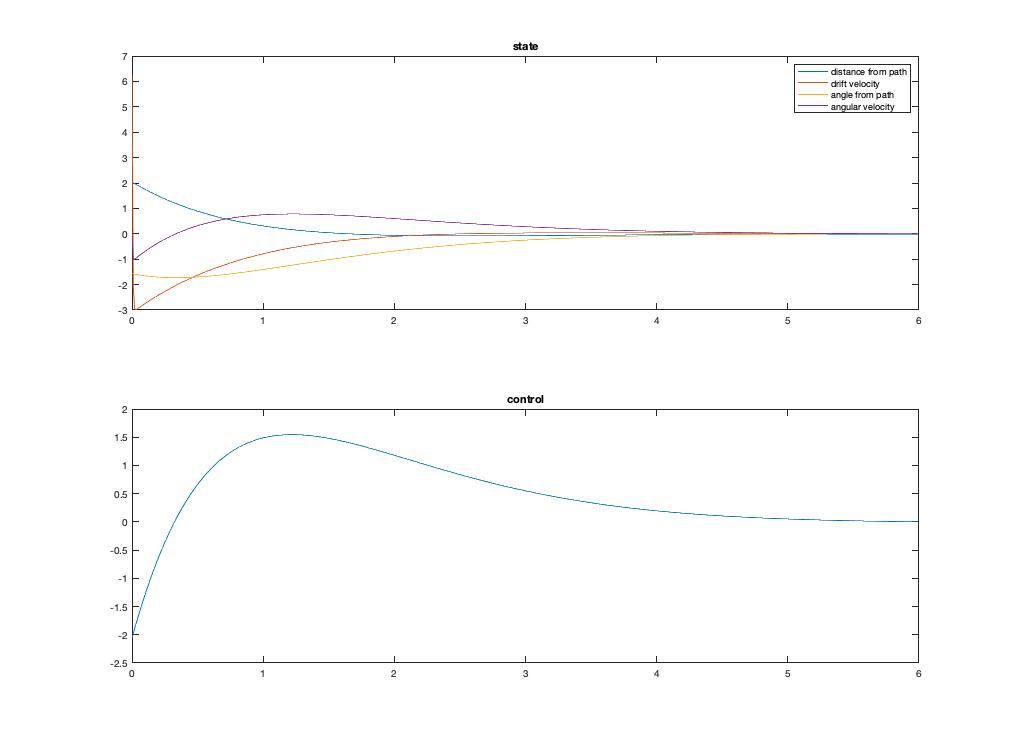 state
7
6
5
4
3
2
1
0
-1
-2
-3
0 1 2 3 4 5 6
distance from path
drift velocity
angle from path
angular velocity
control
2
1.5
1
0.5
0
-0.5
-1
-1.5
-2
-2.5
0 1 2 3 4 5 6